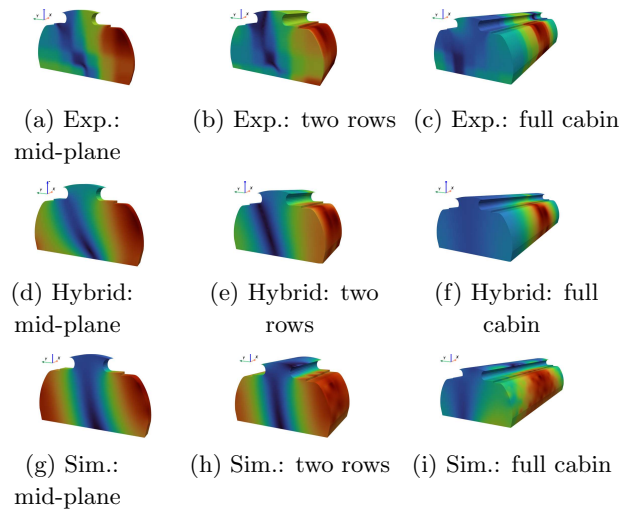 (a) Exp.: mid-plane
(b) Exp.: two rows
(c) Exp.: full cabin
(d) Hybrid: mid-plane
(e) Hybrid: two rows
(f) Hybrid: full cabin
(g) Sim.: mid-plane
(h) Sim.: two rows
(i) Sim.: full cabin